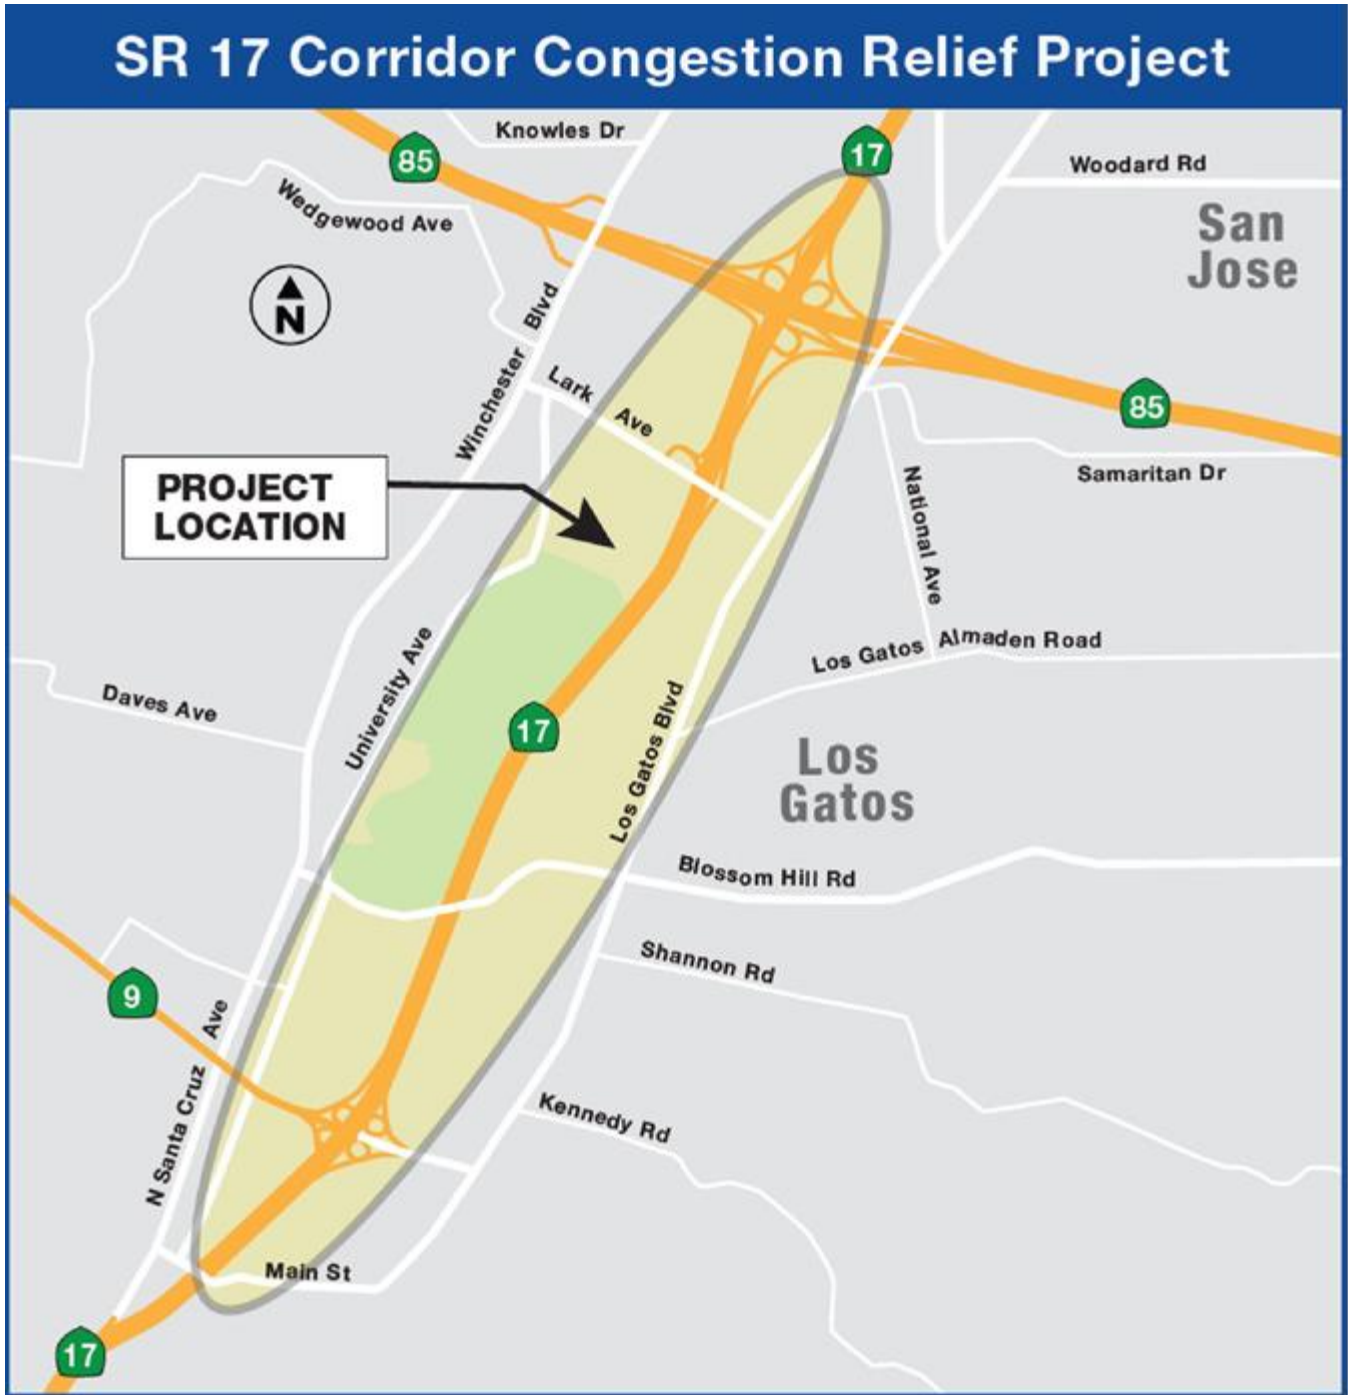 SR 17 Corridor Congestion Relief Project
Knowles Dr
85
17
Woodard Rd
Wedgewood Ave
San
Jose
N
Winchester Blvd
Lark Ave
85
Samaritan Dr
PROJECT
LOCATION
National Ave
Los Gatos Almaden Road
University Ave
Daves Ave
17
Los Gatos Blvd
Los
Gatos
Blossom Hill Rd
Shannon Rd
9
N Santa Cruz Ave
Kennedy Rd
Main St
17